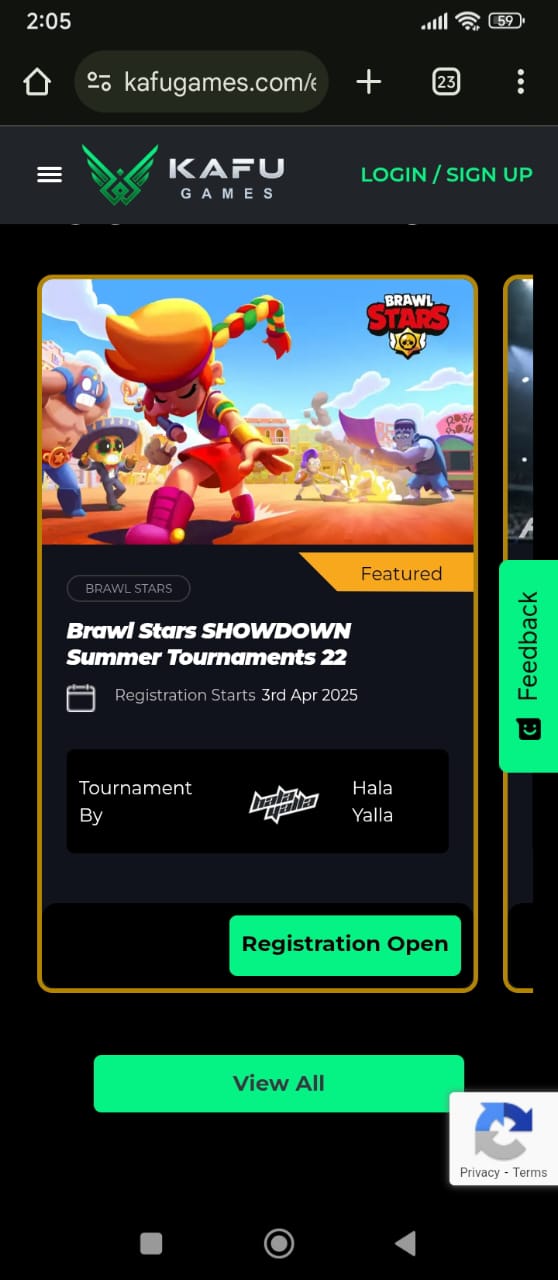 2:05
59
kafugames.com/e
23
KAFU
GAMES
LOGIN / SIGN UP
BRAWL
STARS
Featured
BRAWL STARS
Brawl Stars SHOWDOWN
Summer Tournaments 22
Registration Starts 3rd Apr 2025
Feedback
Tournament
By
hala
yalla
Hala
Yalla
Registration Open
View All
Privacy - Terms